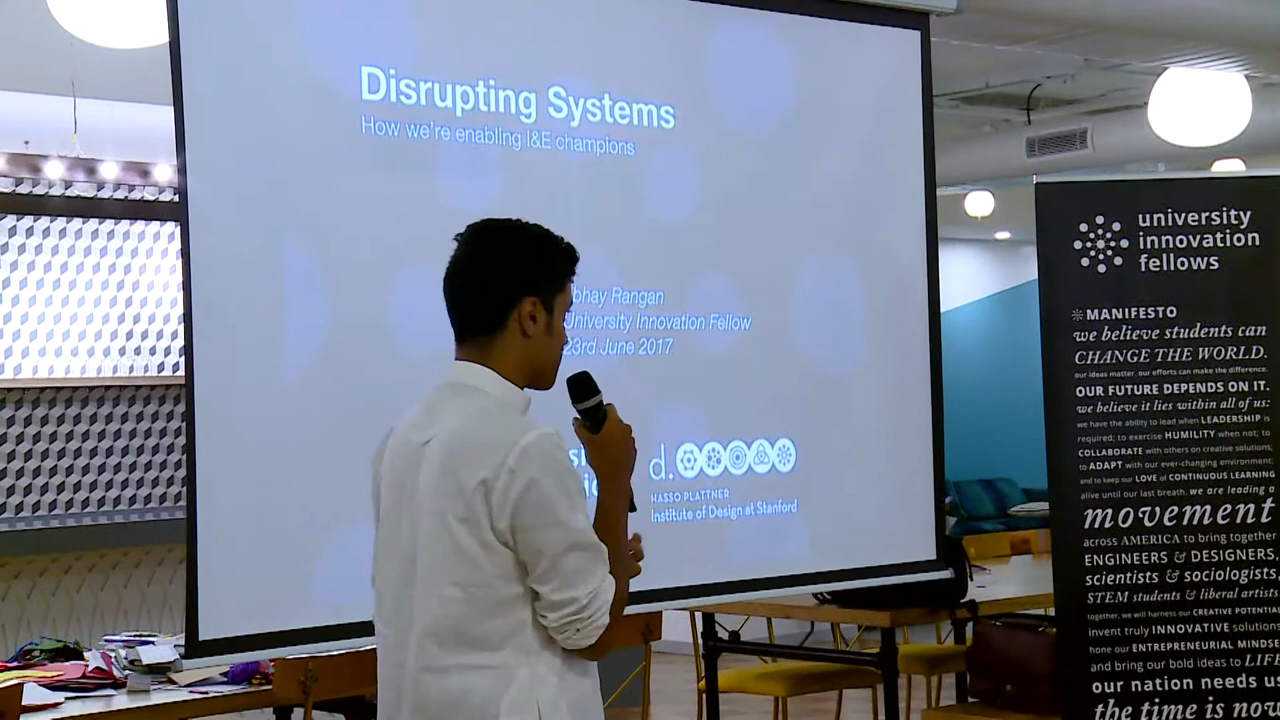 Disrupting Systems
How we're enabling I&E champions
bhay Rangan
University Innovation Fellow
23rd June 2017
d.
HASSO PLATTNER
Institute of Design at Stanford
university
innovation
fellows
MANIFESTO
we believe students can
CHANGE THE WORLD.
our ideas matter. our efforts can make the difference.
OUR FUTURE DEPENDS ON IT.
we believe it lies within all of us:
we have the ability to lead when LEADERSHIP is
required; to exercise HUMILITY when not; to
COLLABORATE with others on creative solutions;
to ADAPT with our ever-changing environment;
and to keep our LOVE of CONTINUOUS LEARNING
alive until our last breath. we are leading a
movement
across AMERICA to bring together
ENGINEERS & DESIGNERS,
scientists & sociologists,
STEM students & liberal artists
together, we will harness our CREATIVE POTENTIA
invent truly INNOVATIVE solutions
hone our ENTREPRENEURIAL MINDSE
and bring our bold ideas to LIFE
our nation needs us
the time is now